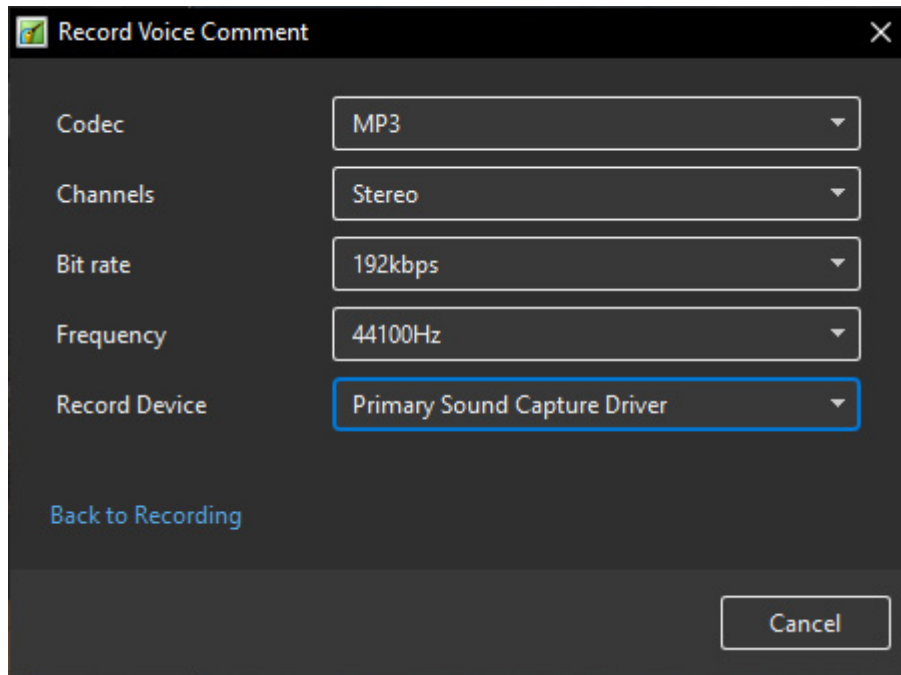 Record Voice Comment
Codec MP3
Channels Stereo
Bit rate 192kbps
Frequency 44100Hz
Record Device Primary Sound Capture Driver
Back to Recording
Cancel